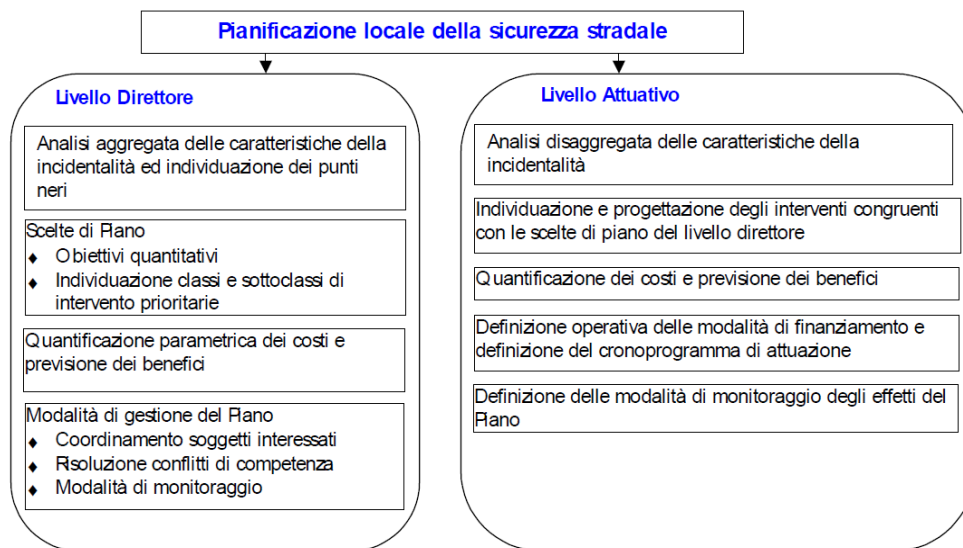 Pianificazione locale della sicurezza stradale
Livello Direttore
Analisi aggregata delle caratteristiche della
incidentalità ed individuazione dei punti
neri
Scelte di Piano
♦ Obiettivi quantitativi
♦ Individuazione classi e sottoclassi di
intervento prioritarie
Quantificazione parametrica dei costi e
previsione dei benefici
Modalità di gestione del Piano
♦ Coordinamento soggetti interessati
♦ Risoluzione conflitti di competenza
♦ Modalità di monitoraggio
Livello Attuativo
Analisi disaggregata delle caratteristiche della
incidentalità
Individuazione e progettazione degli interventi congruenti
con le scelte di piano del livello direttore
Quantificazione dei costi e previsione dei benefici
Definizione operativa delle modalità di finanziamento e
definizione del cronoprogramma di attuazione
Definizione delle modalità di monitoraggio degli effetti del
Piano